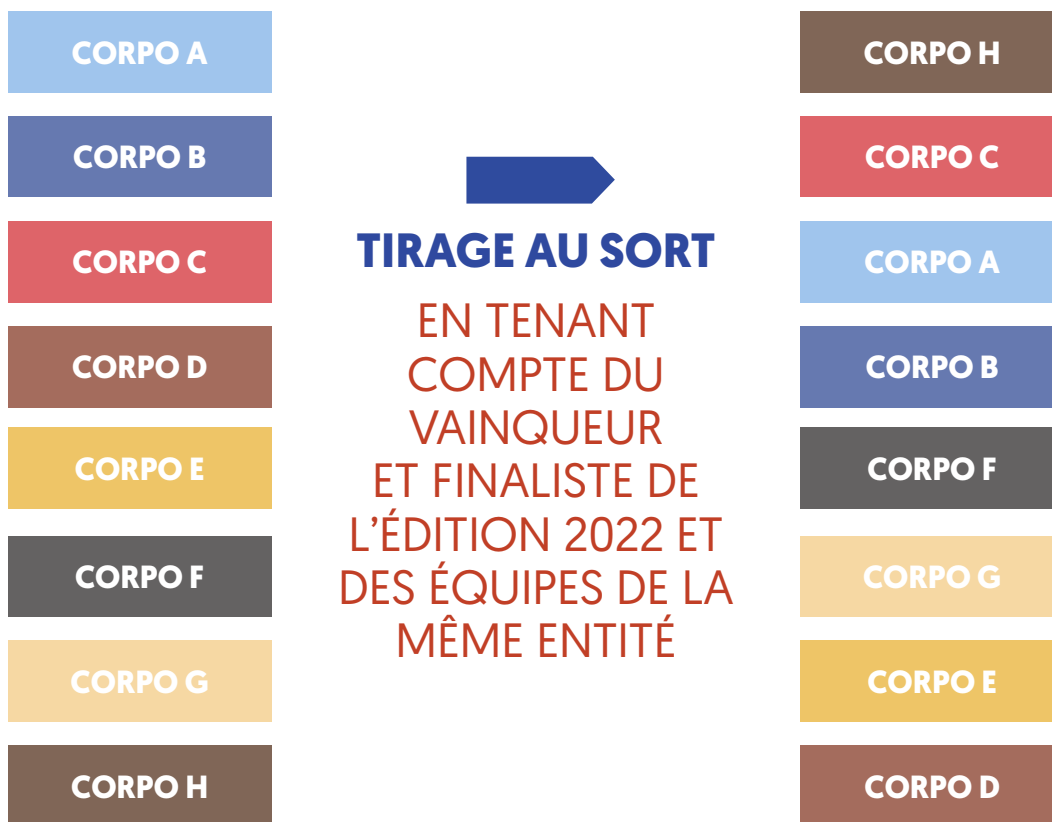 CORPO A
CORPO B
CORPO C
CORPO D
CORPO E
CORPO F
CORPO G
CORPO H
TIRAGE AU SORT
EN TENANT
COMPTE DU
VAINQUEUR
ET FINALISTE DE
L'ÉDITION 2022 ET
DES ÉQUIPES DE LA
MÊME ENTITÉ
CORPO H
CORPO C
CORPO A
CORPO B
CORPO F
CORPO G
CORPO E
CORPO D